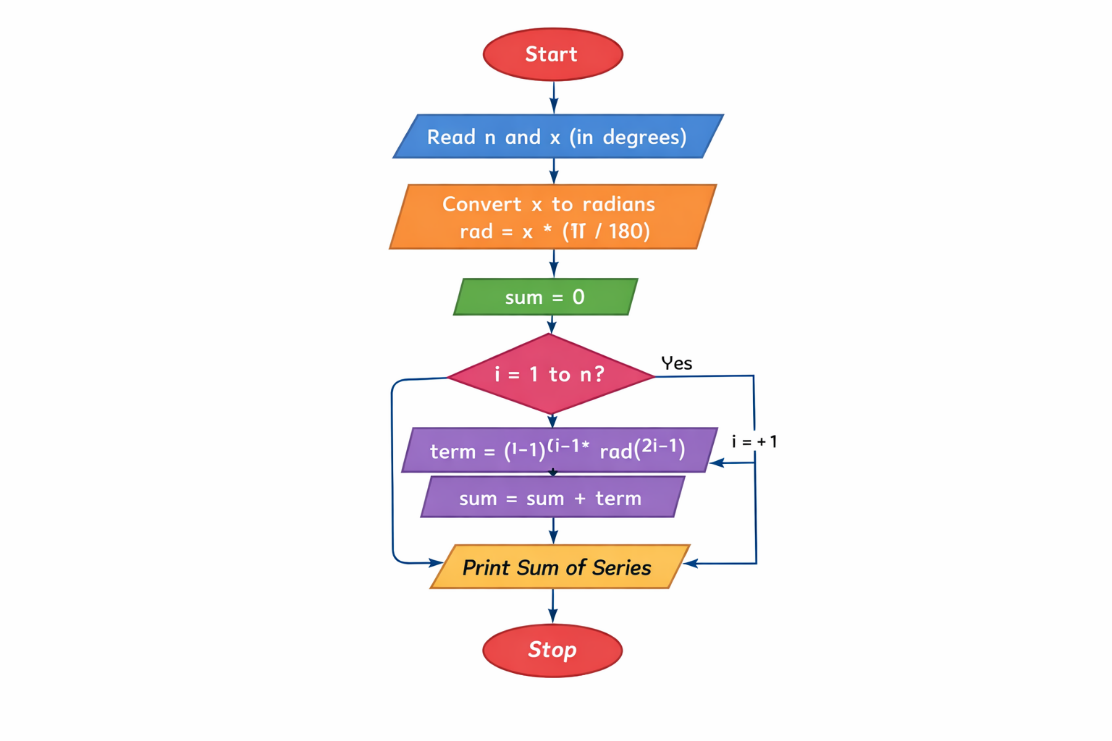 Start
Read n and x (in degrees)
Convert x to radians
rad = x * (π / 180)
sum = 0
i = 1 to n?
Yes
i = + 1
term = (ı-1)⁽ⁱ⁻¹* rad⁽²ⁱ⁻¹⁾
sum = sum + term
Print Sum of Series
Stop